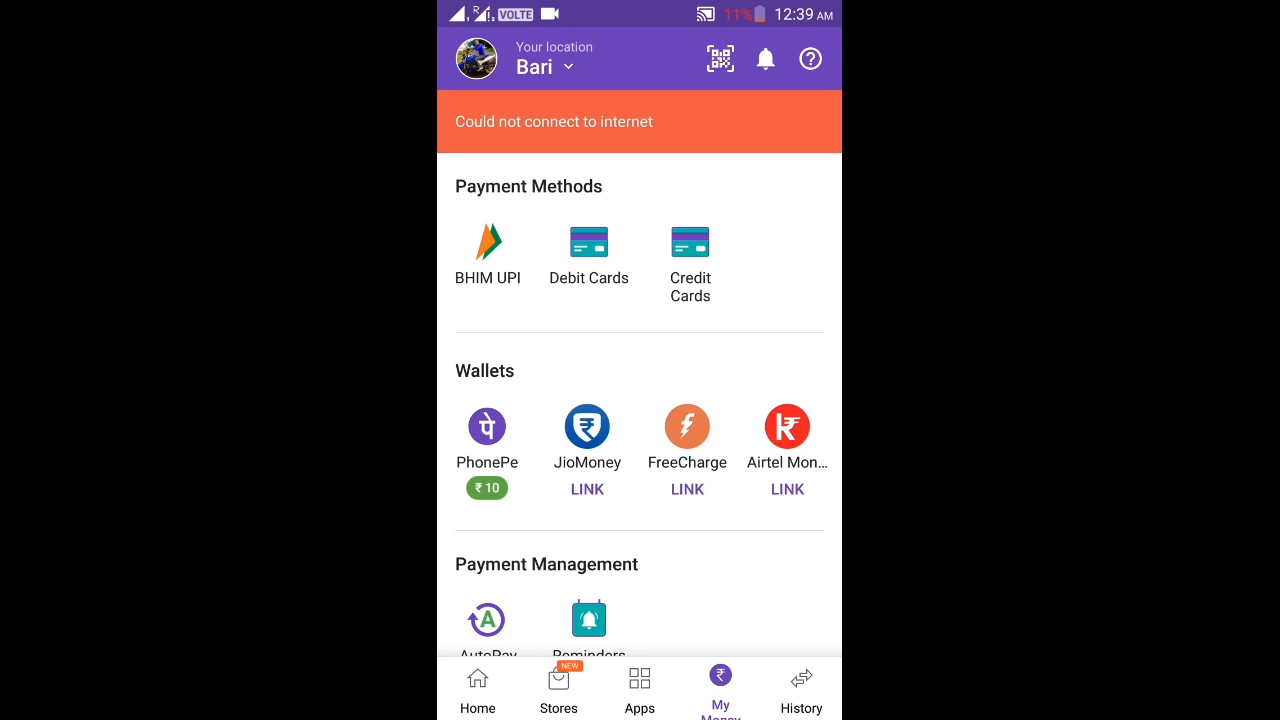 VOLTE 11% 12:39 AM
Your location
Bari
Could not connect to internet
Payment Methods
BHIM UPI Debit Cards Credit Cards
Wallets
पे
PhonePe JioMoney FreeCharge Airtel Mon...
₹ 10 LINK LINK LINK
Payment Management
A
AutoPay Reminders
NEW
Home Stores Apps My Money History